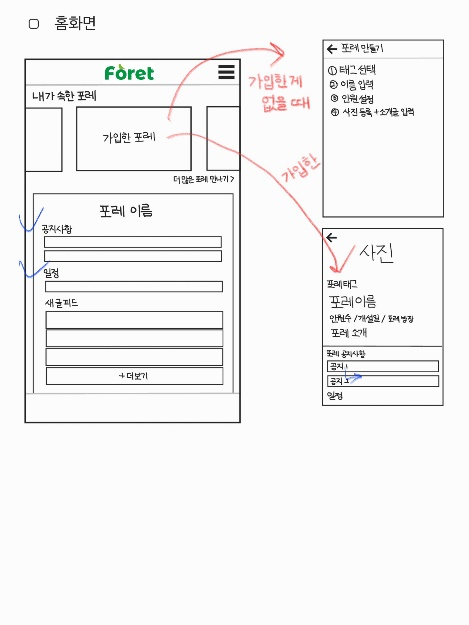 홈화면
Foret
내가 속한 포레
가입한 포레
더 많은 포레 만나기 >
포레 이름
공지사항
일정
새 글 피드
+ 더보기
가입한게
없을 때
가입한
← 포레 만들기
① 태그 선택
② 이름 입력
③ 인원 설정
④ 사진 등록 + 소개글 입력
←
사진
포레 태그
포레 이름
인원수 / 개설일 / 포레짱
포레 소개
포레 공지사항
공지 1
공지 2
일정